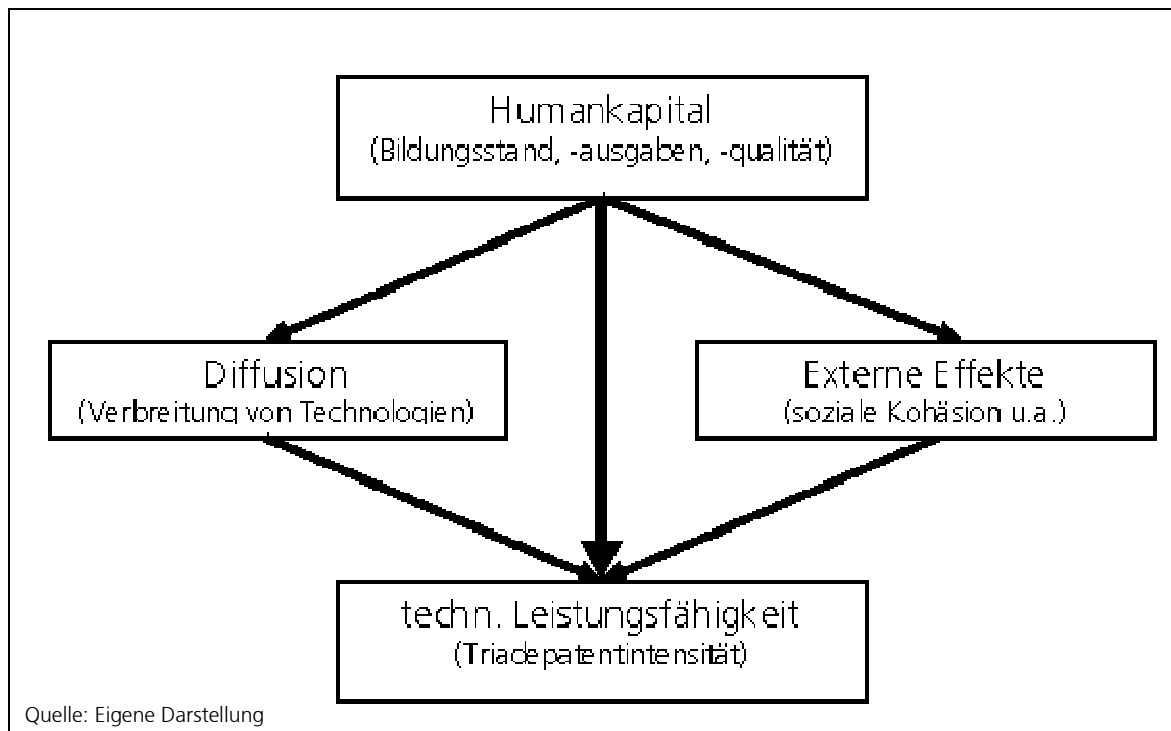 Humankapital
(Bildungsstand, -ausgaben, -qualität)
Diffusion
(Verbreitung von Technologien)
Externe Effekte
(soziale Kohäsion u.a.)
techn. Leistungsfähigkeit
(Triadepatentintensität)
Quelle: Eigene Darstellung